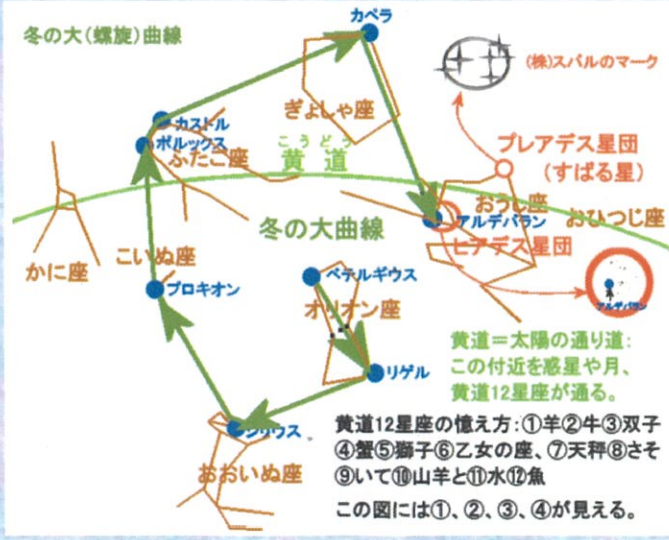 冬の大(螺旋)曲線
カペラ
(株)スバルのマーク
ぎょしゃ座
カストル
ポルックス
ふたご座
こうどう
黄道
プレアデス星団
(すばる星)
おうし座
アルデバラン
おひつじ座
冬の大曲線
ヒアデス星団
かに座
こいぬ座
プロキオン
ベテルギウス
オリオン座
アルデバラン
リゲル
黄道=太陽の通り道:
この付近を惑星や月、
黄道12星座が通る。
シリウス
おおいぬ座
黄道12星座の憶え方:①羊②牛③双子
④蟹⑤獅子⑥乙女の座、⑦天秤⑧さそ
⑨いて⑩山羊と⑪水⑫魚
この図には①、②、③、④が見える。